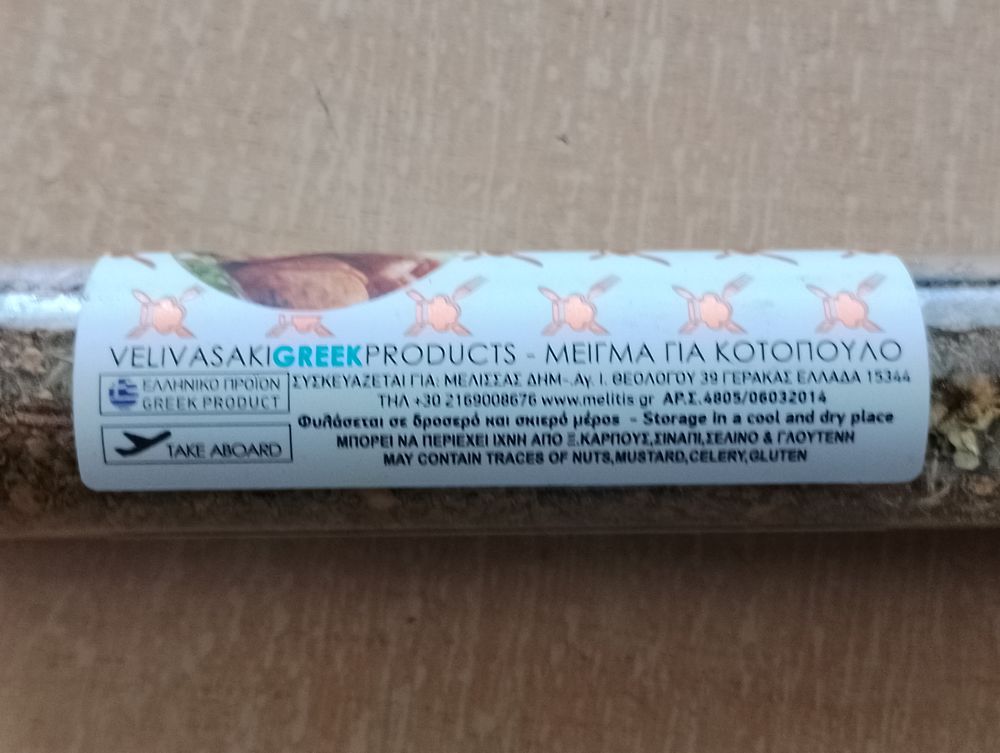 VELIVASAKIGREEKPRODUCTS - ΜΕΙΓΜΑ ΓΙΑ ΚΟΤΟΠΟΥΛΟ
ΕΛΛΗΝΙΚΟ ΠΡΟΪΟΝ
GREEK PRODUCT
TAKE ABOARD
ΣΥΣΚΕΥΑΖΕΤΑΙ ΓΙΑ: ΜΕΛΙΣΣΑΣ ΔΗΜ-.Αγ. Ι. ΘΕΟΛΟΓΟΥ 39 ΓΕΡΑΚΑΣ ΕΛΛΑΔΑ 15344
ΤΗΛ +30 2169008676 www.melitis.gr ΑΡ.Σ.4805/06032014
Φυλάσσεται σε δροσερό και σκιερό μέρος - Storage in a cool and dry place
ΜΠΟΡΕΙ ΝΑ ΠΕΡΙΕΧΕΙ ΙΧΝΗ ΑΠΟ Ξ.ΚΑΡΠΟΥΣ,ΣΙΝΑΠΙ,ΣΕΛΙΝΟ & ΓΛΟΥΤΕΝΗ
MAY CONTAIN TRACES OF NUTS,MUSTARD,CELERY,GLUTEN